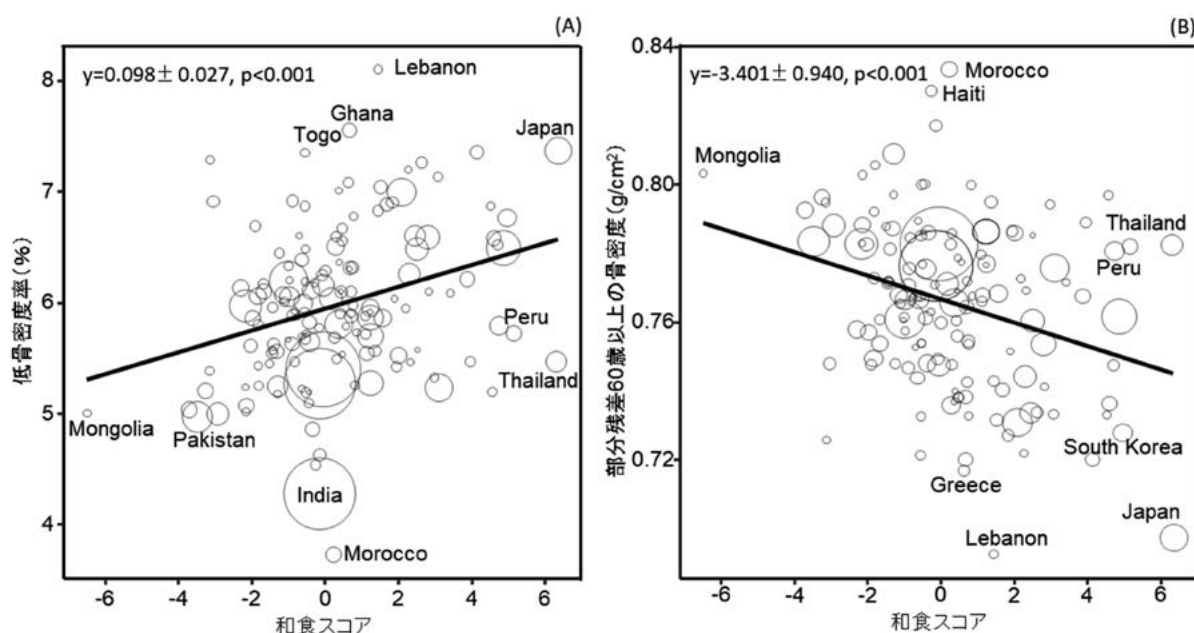 (A)
y=0.098± 0.027, p<0.001
Lebanon
Ghana
Togo
Japan
Peru
Thailand
Mongolia
Pakistan
India
Morocco
低骨密度率(%)
8
7
6
5
4
-6 -4 -2 0 2 4 6
和食スコア
(B)
y=-3.401± 0.940, p<0.001
Morocco
Haiti
Mongolia
Thailand
Peru
South Korea
Greece
Japan
Lebanon
部分残差60歳以上の骨密度(g/cm²)
0.84
0.80
0.76
0.72
-6 -4 -2 0 2 4 6
和食スコア